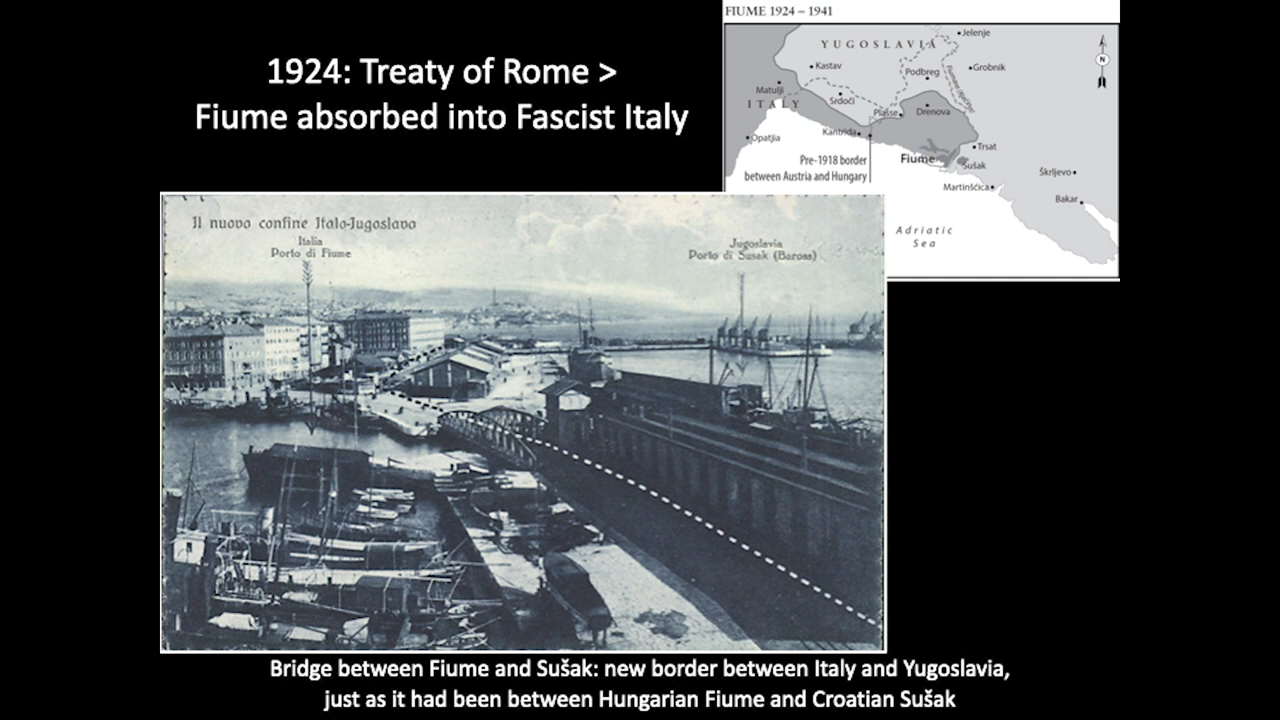 1924: Treaty of Rome >
Fiume absorbed into Fascist Italy
FIUME 1924 – 1941
YUGOSLAVIA
Jelenje
Kastav
Podbreg
Grobnik
N
Matulji
Srdoči
ITALY
Plasse
Drenova
Opatjia
Kantrida
Trsat
Pre-1918 border
between Austria and Hungary
Fiume
Sušak
Škrljevo
Martinšćica
Bakar
Adriatic
Sea
Il nuovo confine Italo-Jugoslavo
Italia
Porto di Fiume
Jugoslavia
Porto di Susak (Baross)
Bridge between Fiume and Sušak: new border between Italy and Yugoslavia,
just as it had been between Hungarian Fiume and Croatian Sušak